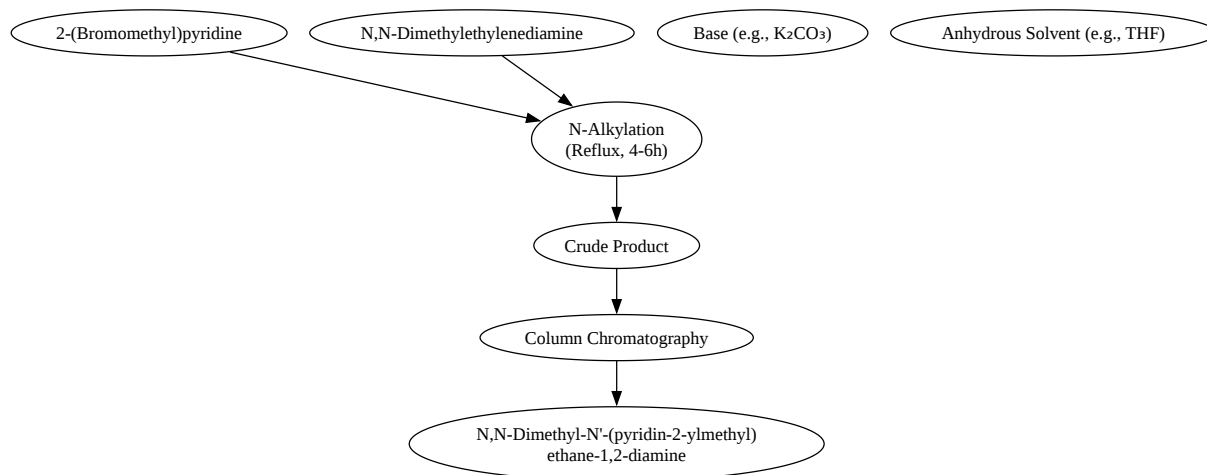 2-(Bromomethyl)pyridine
N,N-Dimethylethylenediamine
Base (e.g., K₂CO₃)
Anhydrous Solvent (e.g., THF)
N-Alkylation
(Reflux, 4-6h)
Crude Product
Column Chromatography
N,N-Dimethyl-N'-(pyridin-2-ylmethyl)
ethane-1,2-diamine